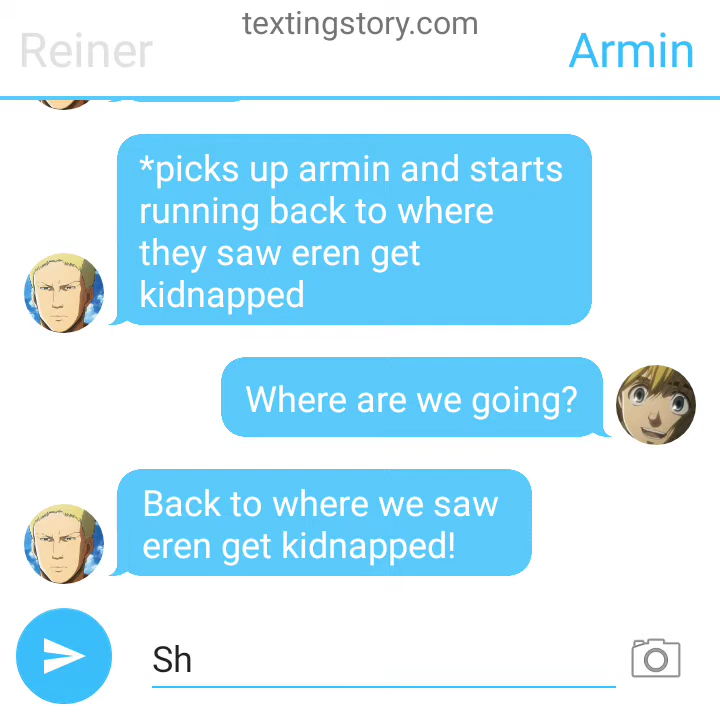 textingstory.com
Reiner
Armin
*picks up armin and starts
running back to where
they saw eren get
kidnapped
Where are we going?
Back to where we saw
eren get kidnapped!
Sh